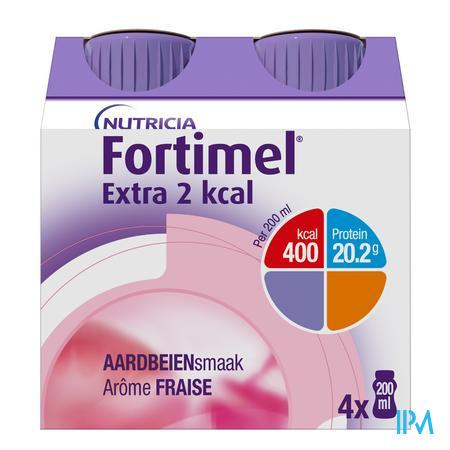 NUTRICIA
Fortimel®
Extra 2 kcal
Per 200 ml
kcal
400
Protein
20.2g
AARDBEIENsmaak
Arôme FRAISE
4x
200
ml
IPM